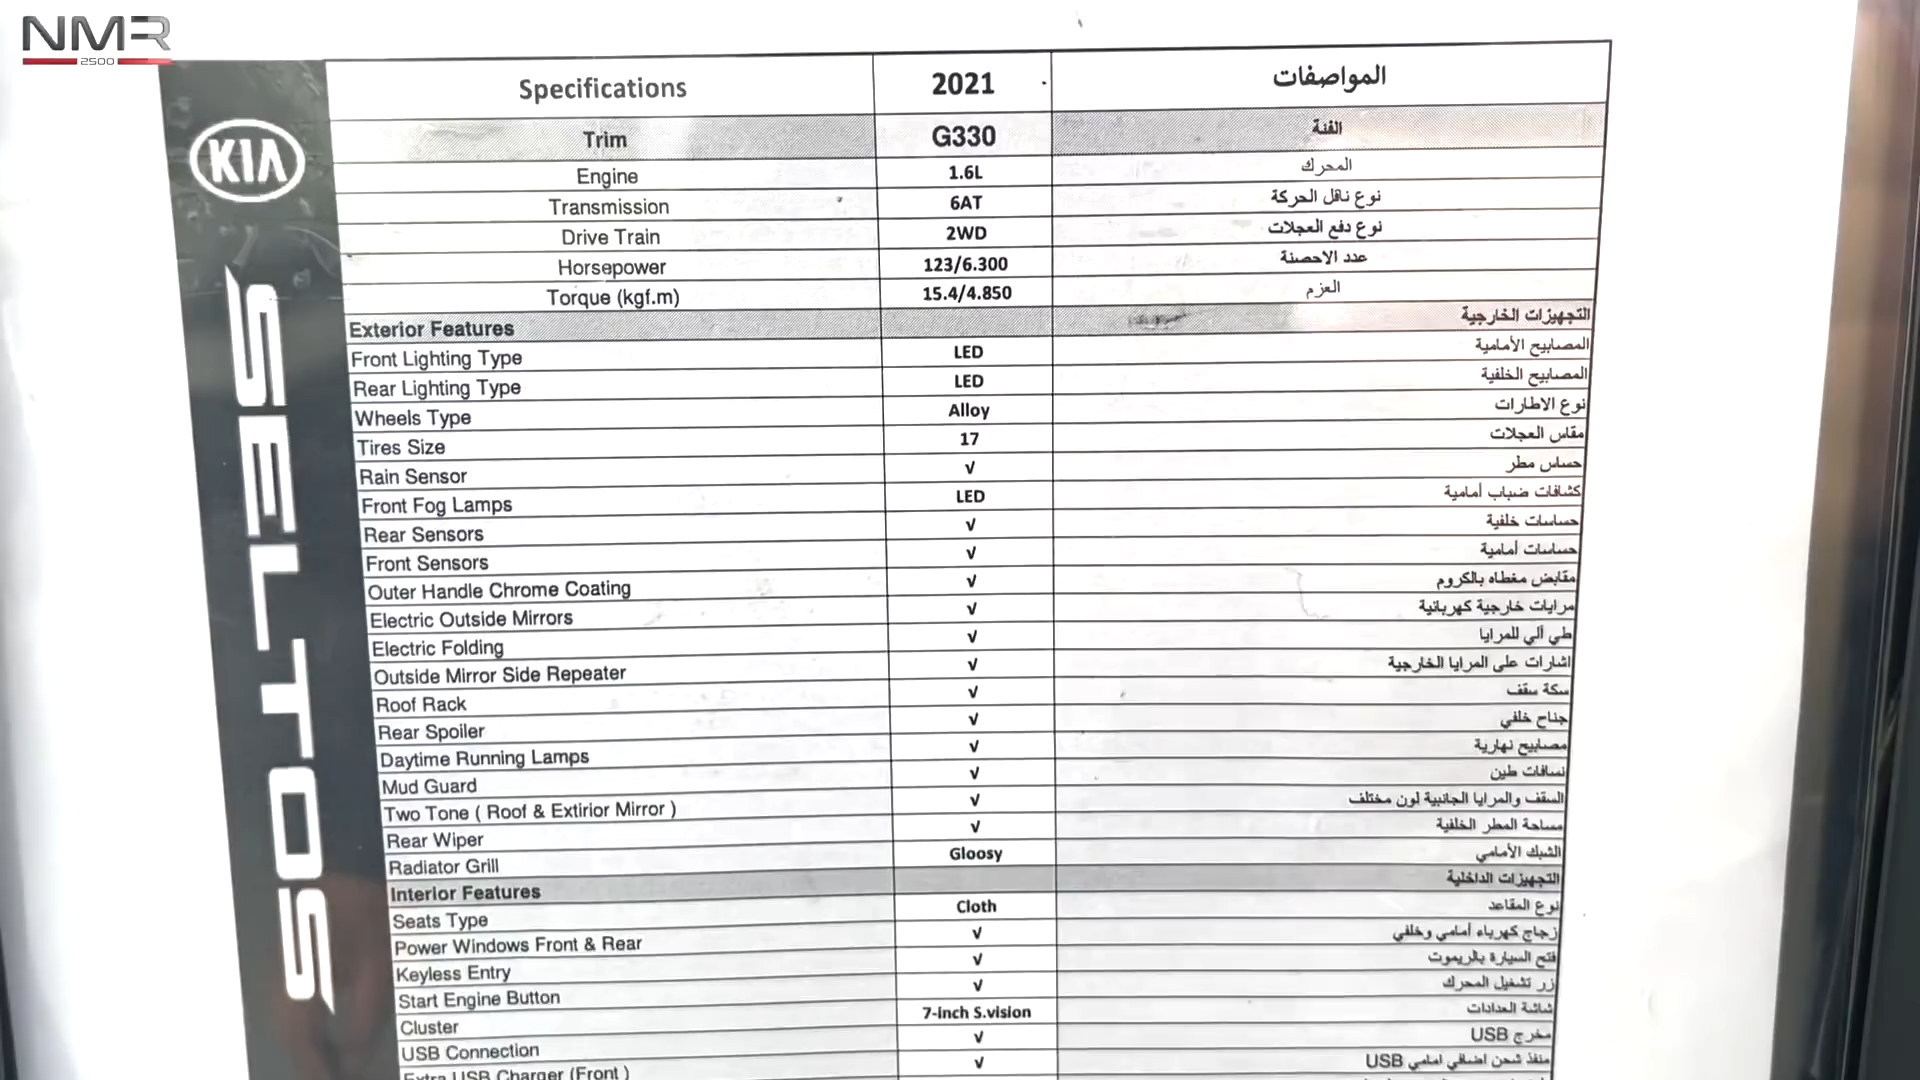 NMR
2500
KIA
SELTOS
Specifications 2021 المواصفات
Trim G330 الفئة
Engine 1.6L المحرك
Transmission 6AT نوع ناقل الحركة
Drive Train 2WD نوع دفع العجلات
Horsepower 123/6.300 عدد الاحصنة
Torque (kgf.m) 15.4/4.850 العزم
Exterior Features التجهيزات الخارجية
Front Lighting Type LED المصابيح الأمامية
Rear Lighting Type LED المصابيح الخلفية
Wheels Type Alloy نوع الاطارات
Tires Size 17 مقاس العجلات
Rain Sensor √ حساس مطر
Front Fog Lamps LED كشافات ضباب أمامية
Rear Sensors √ حساسات خلفية
Front Sensors √ حساسات أمامية
Outer Handle Chrome Coating √ مقابض مغطاه بالكروم
Electric Outside Mirrors √ مرايات خارجية كهربائية
Electric Folding √ طي ألي للمرايا
Outside Mirror Side Repeater √ اشارات على المرايا الخارجية
Roof Rack √ سكة سقف
Rear Spoiler √ جناح خلفي
Daytime Running Lamps √ مصابيح نهارية
Mud Guard √ نسافات طين
Two Tone ( Roof & Extirior Mirror ) √ السقف والمرايا الجانبية لون مختلف
Rear Wiper √ مساحة المطر الخلفية
Radiator Grill Gloosy الشبك الأمامي
Interior Features التجهيزات الداخلية
Seats Type Cloth نوع المقاعد
Power Windows Front & Rear √ زجاج كهرباء أمامي وخلفي
Keyless Entry √ فتح السيارة بالريموت
Start Engine Button √ زر تشغيل المحرك
Cluster 7-inch S.vision شاشة العدادات
USB Connection √ مخرج USB
Extra USB Charger (Front ) √ منفذ شحن اضافي امامي USB